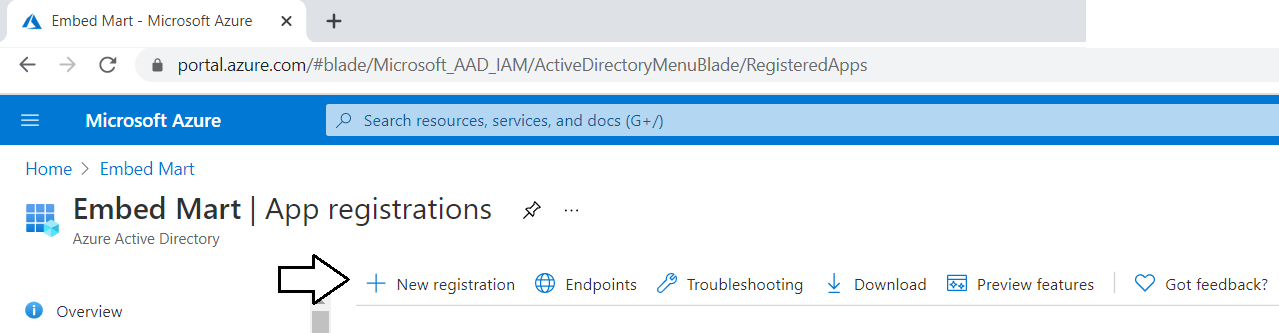 Embed Mart - Microsoft Azure
portal.azure.com/#blade/Microsoft_AAD_IAM/ActiveDirectoryMenuBlade/RegisteredApps
Microsoft Azure Search resources, services, and docs (G+/)
Home > Embed Mart
Embed Mart | App registrations
Azure Active Directory
New registration Endpoints Troubleshooting Download Preview features Got feedback?
Overview